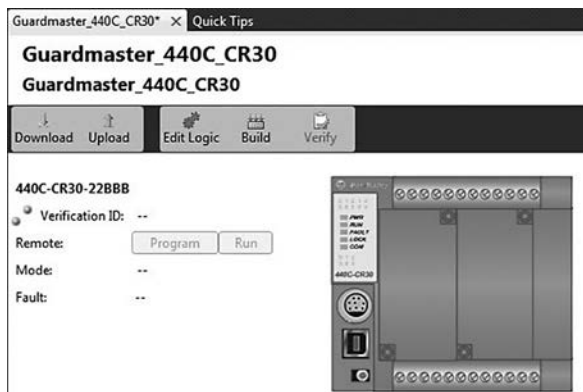 Guardmaster_440C_CR30* × Quick Tips
Guardmaster_440C_CR30
Guardmaster_440C_CR30
Download Upload Edit Logic Build Verify
440C-CR30-22BBB
Verification ID: --
Remote: Program Run
Mode: --
Fault: --
PWR
RUN
FAULT
LOCK
COM
440C-CR30